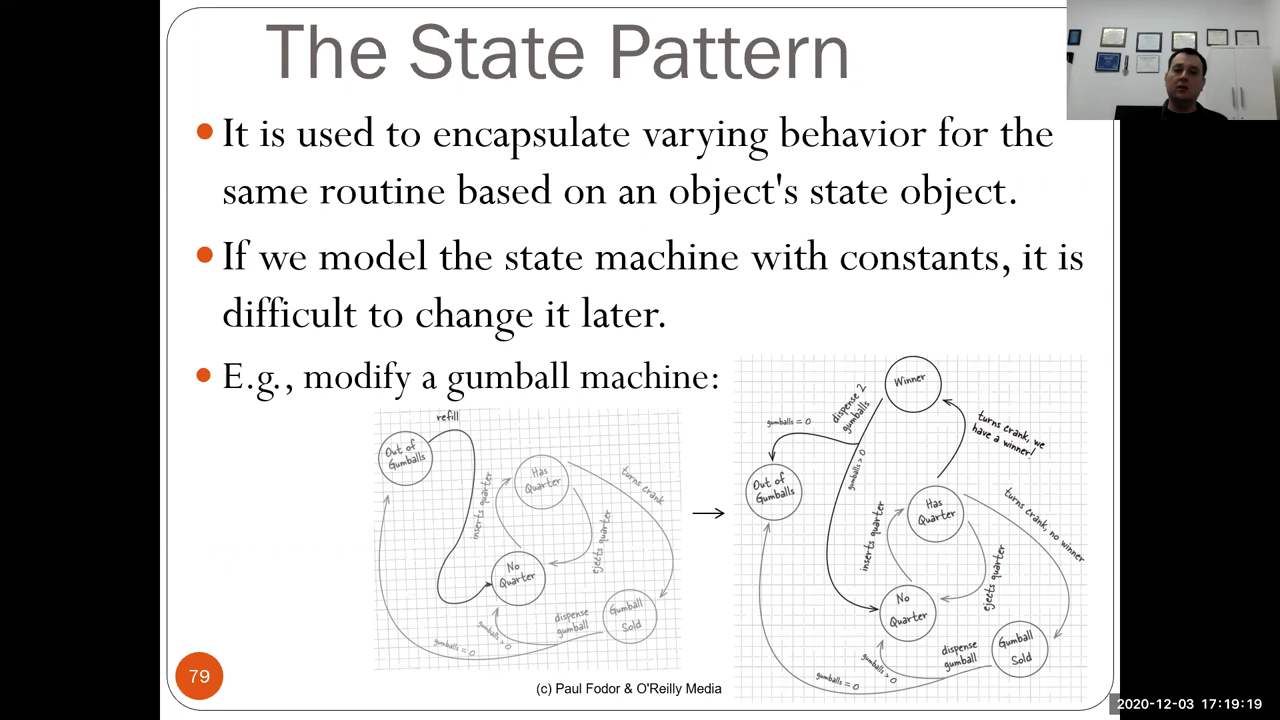 The State Pattern
It is used to encapsulate varying behavior for the
same routine based on an object's state object.
If we model the state machine with constants, it is
difficult to change it later.
E.g., modify a gumball machine:
refill
Out of
Gumballs
Has
Quarter
turns crank
inserts quarter
ejects quarter
No
Quarter
Gumball
Sold
dispense
gumball
gumballs > 0
gumballs = 0
→
Winner
dispense 2
gumballs
gumballs = 0
turns crank, we
have a winner!
gumballs > 0
Out of
Gumballs
Has
Quarter
turns crank, no winner
inserts quarter
ejects quarter
No
Quarter
Gumball
Sold
dispense
gumball
gumballs > 0
gumballs = 0
79
(c) Paul Fodor & O'Reilly Media
2020-12-03 17:19:19